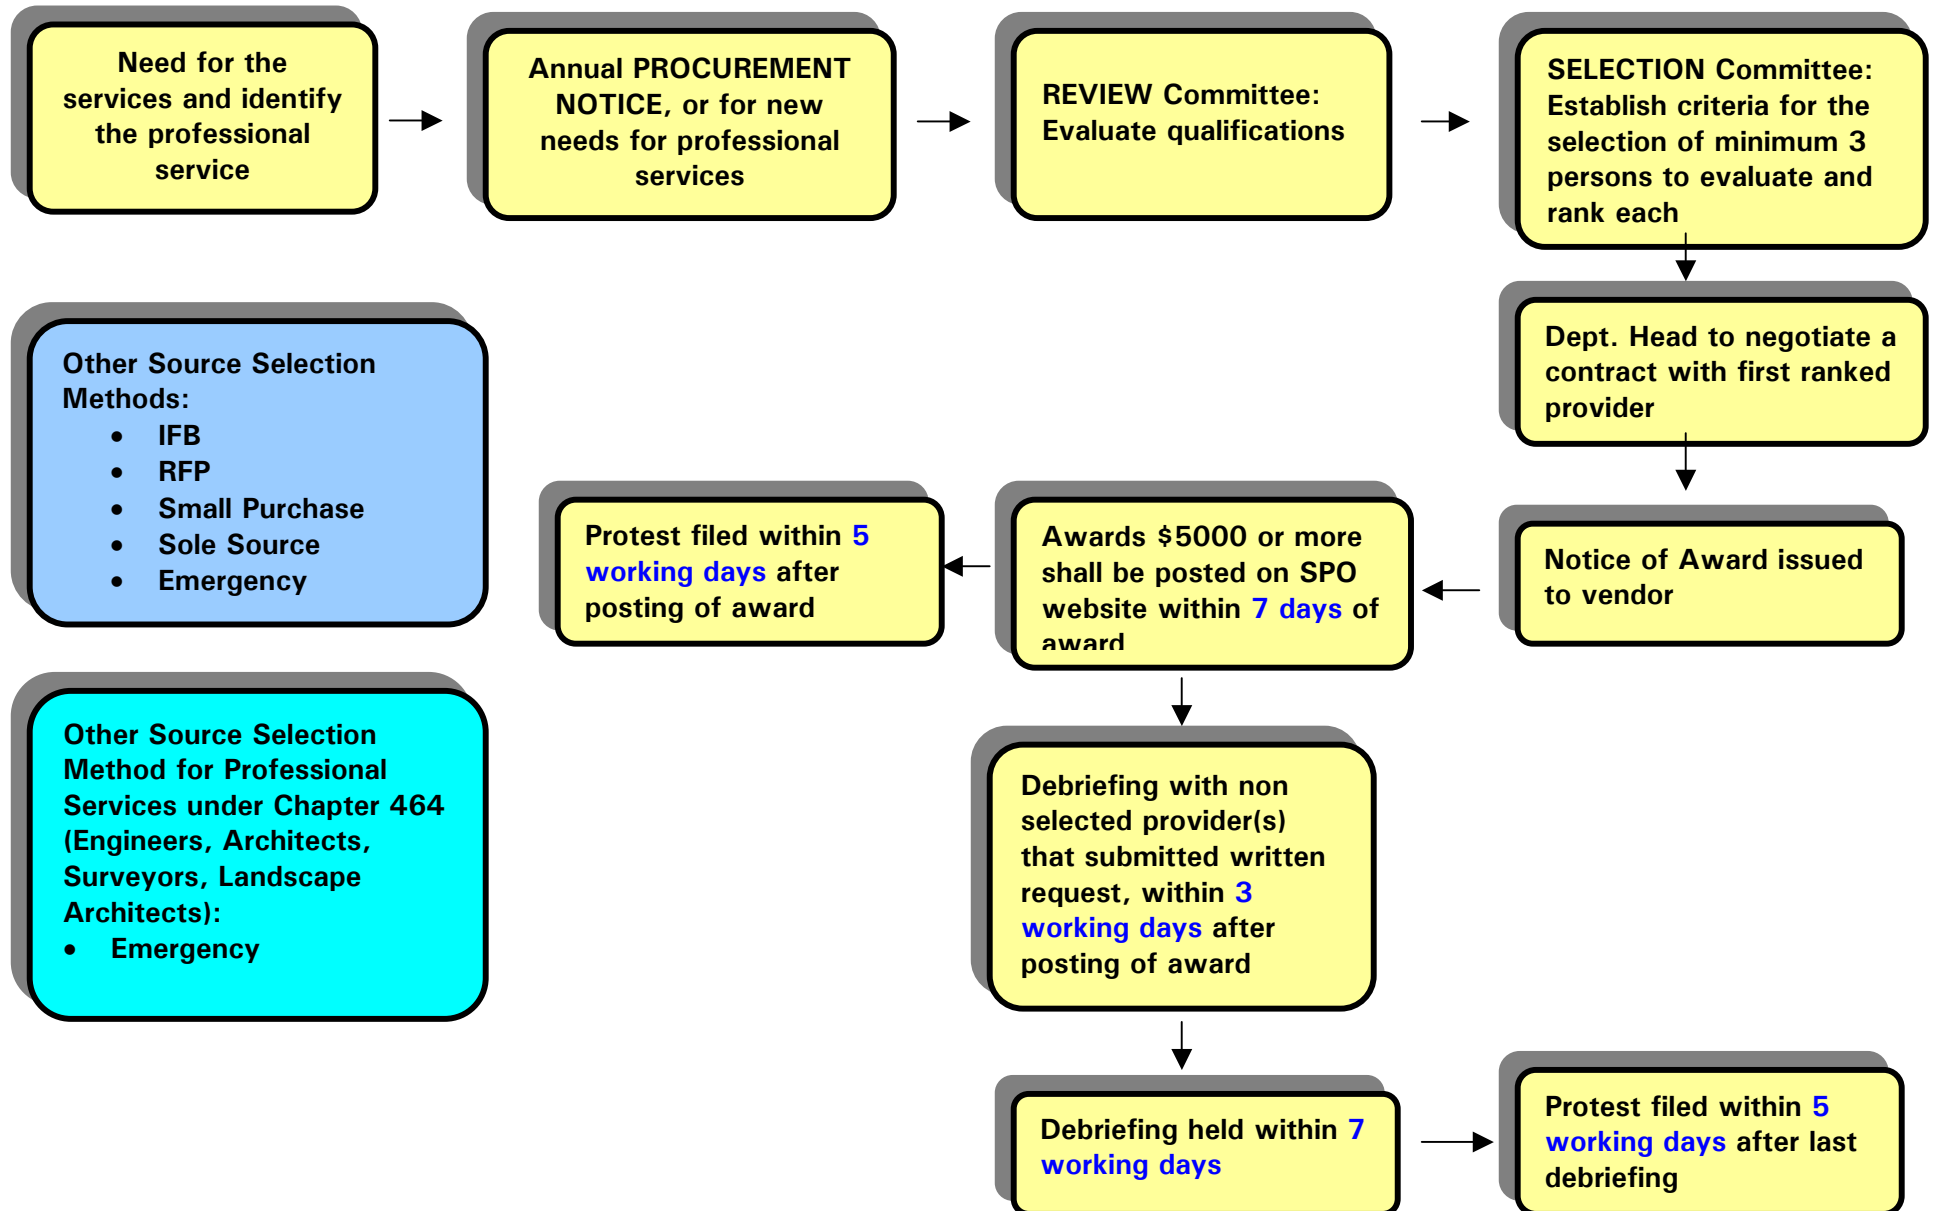 Need for the
services and identify
the professional
service
Annual PROCUREMENT
NOTICE, or for new
needs for professional
services
REVIEW Committee:
Evaluate qualifications
SELECTION Committee:
Establish criteria for the
selection of minimum 3
persons to evaluate and
rank each
Dept. Head to negotiate a
contract with first ranked
provider
Notice of Award issued
to vendor
Awards $5000 or more
shall be posted on SPO
website within 7 days of
award
Protest filed within 5
working days after
posting of award
Debriefing with non
selected provider(s)
that submitted written
request, within 3
working days after
posting of award
Debriefing held within 7
working days
Protest filed within 5
working days after last
debriefing
Other Source Selection
Methods:
• IFB
• RFP
• Small Purchase
• Sole Source
• Emergency
Other Source Selection
Method for Professional
Services under Chapter 464
(Engineers, Architects,
Surveyors, Landscape
Architects):
• Emergency